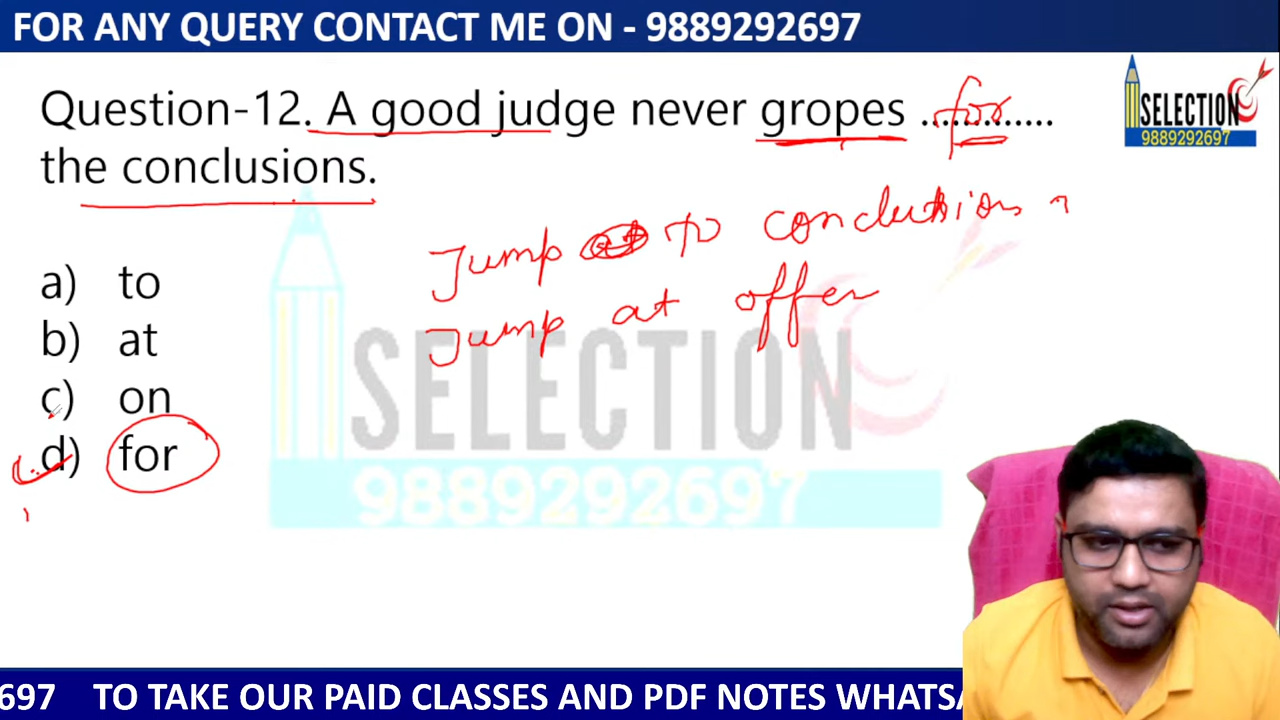 FOR ANY QUERY CONTACT ME ON - 9889292697
SELECTION
9889292697
Question-12. A good judge never gropes ............. for
the conclusions.
Jump at to conclusions
Jump at offer
a) to
b) at
c) on
d) for
SELECTION
9889292697
697 TO TAKE OUR PAID CLASSES AND PDF NOTES WHATSA